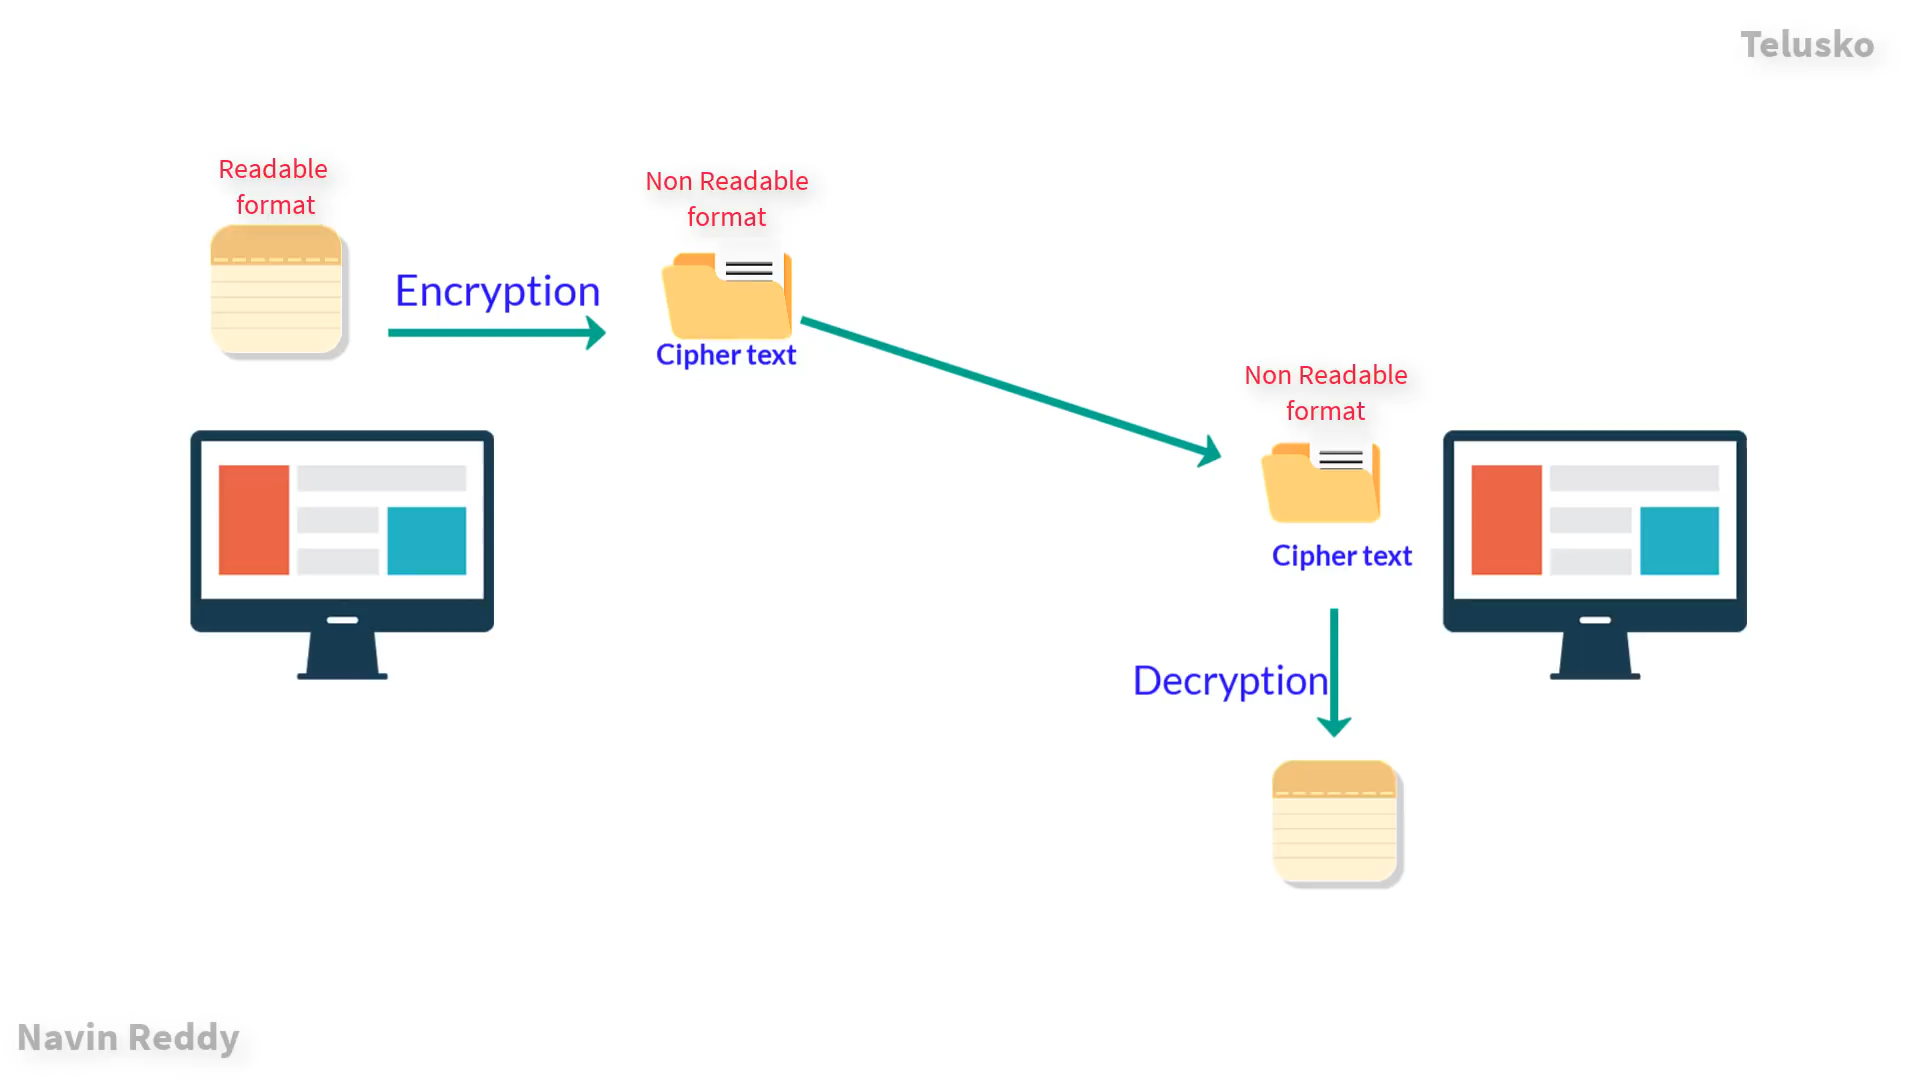 Telusko
Readable
format
Non Readable
format
Encryption
Cipher text
Non Readable
format
Cipher text
Decryption
Navin Reddy